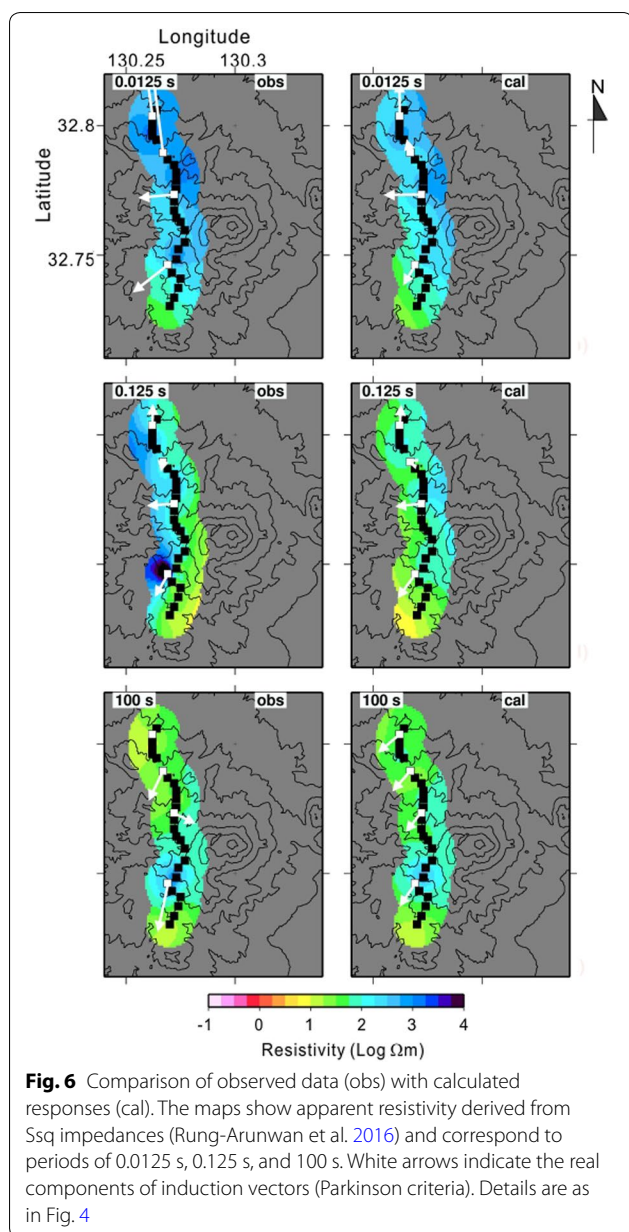 Longitude
130.25 130.3
0.0125 s obs
0.0125 s cal
N
32.8
Latitude
32.75
0.125 s obs
0.125 s cal
100 s obs
100 s cal
-1 0 1 2 3 4
Resistivity (Log Ωm)
Fig. 6 Comparison of observed data (obs) with calculated
responses (cal). The maps show apparent resistivity derived from
Ssq impedances (Rung-Arunwan et al. 2016) and correspond to
periods of 0.0125 s, 0.125 s, and 100 s. White arrows indicate the real
components of induction vectors (Parkinson criteria). Details are as
in Fig. 4